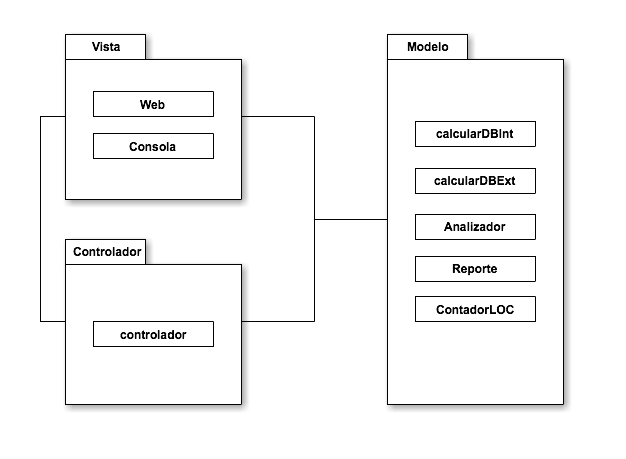 Vista
Web
Consola
Controlador
controlador
Modelo
calcularDBInt
calcularDBExt
Analizador
Reporte
ContadorLOC